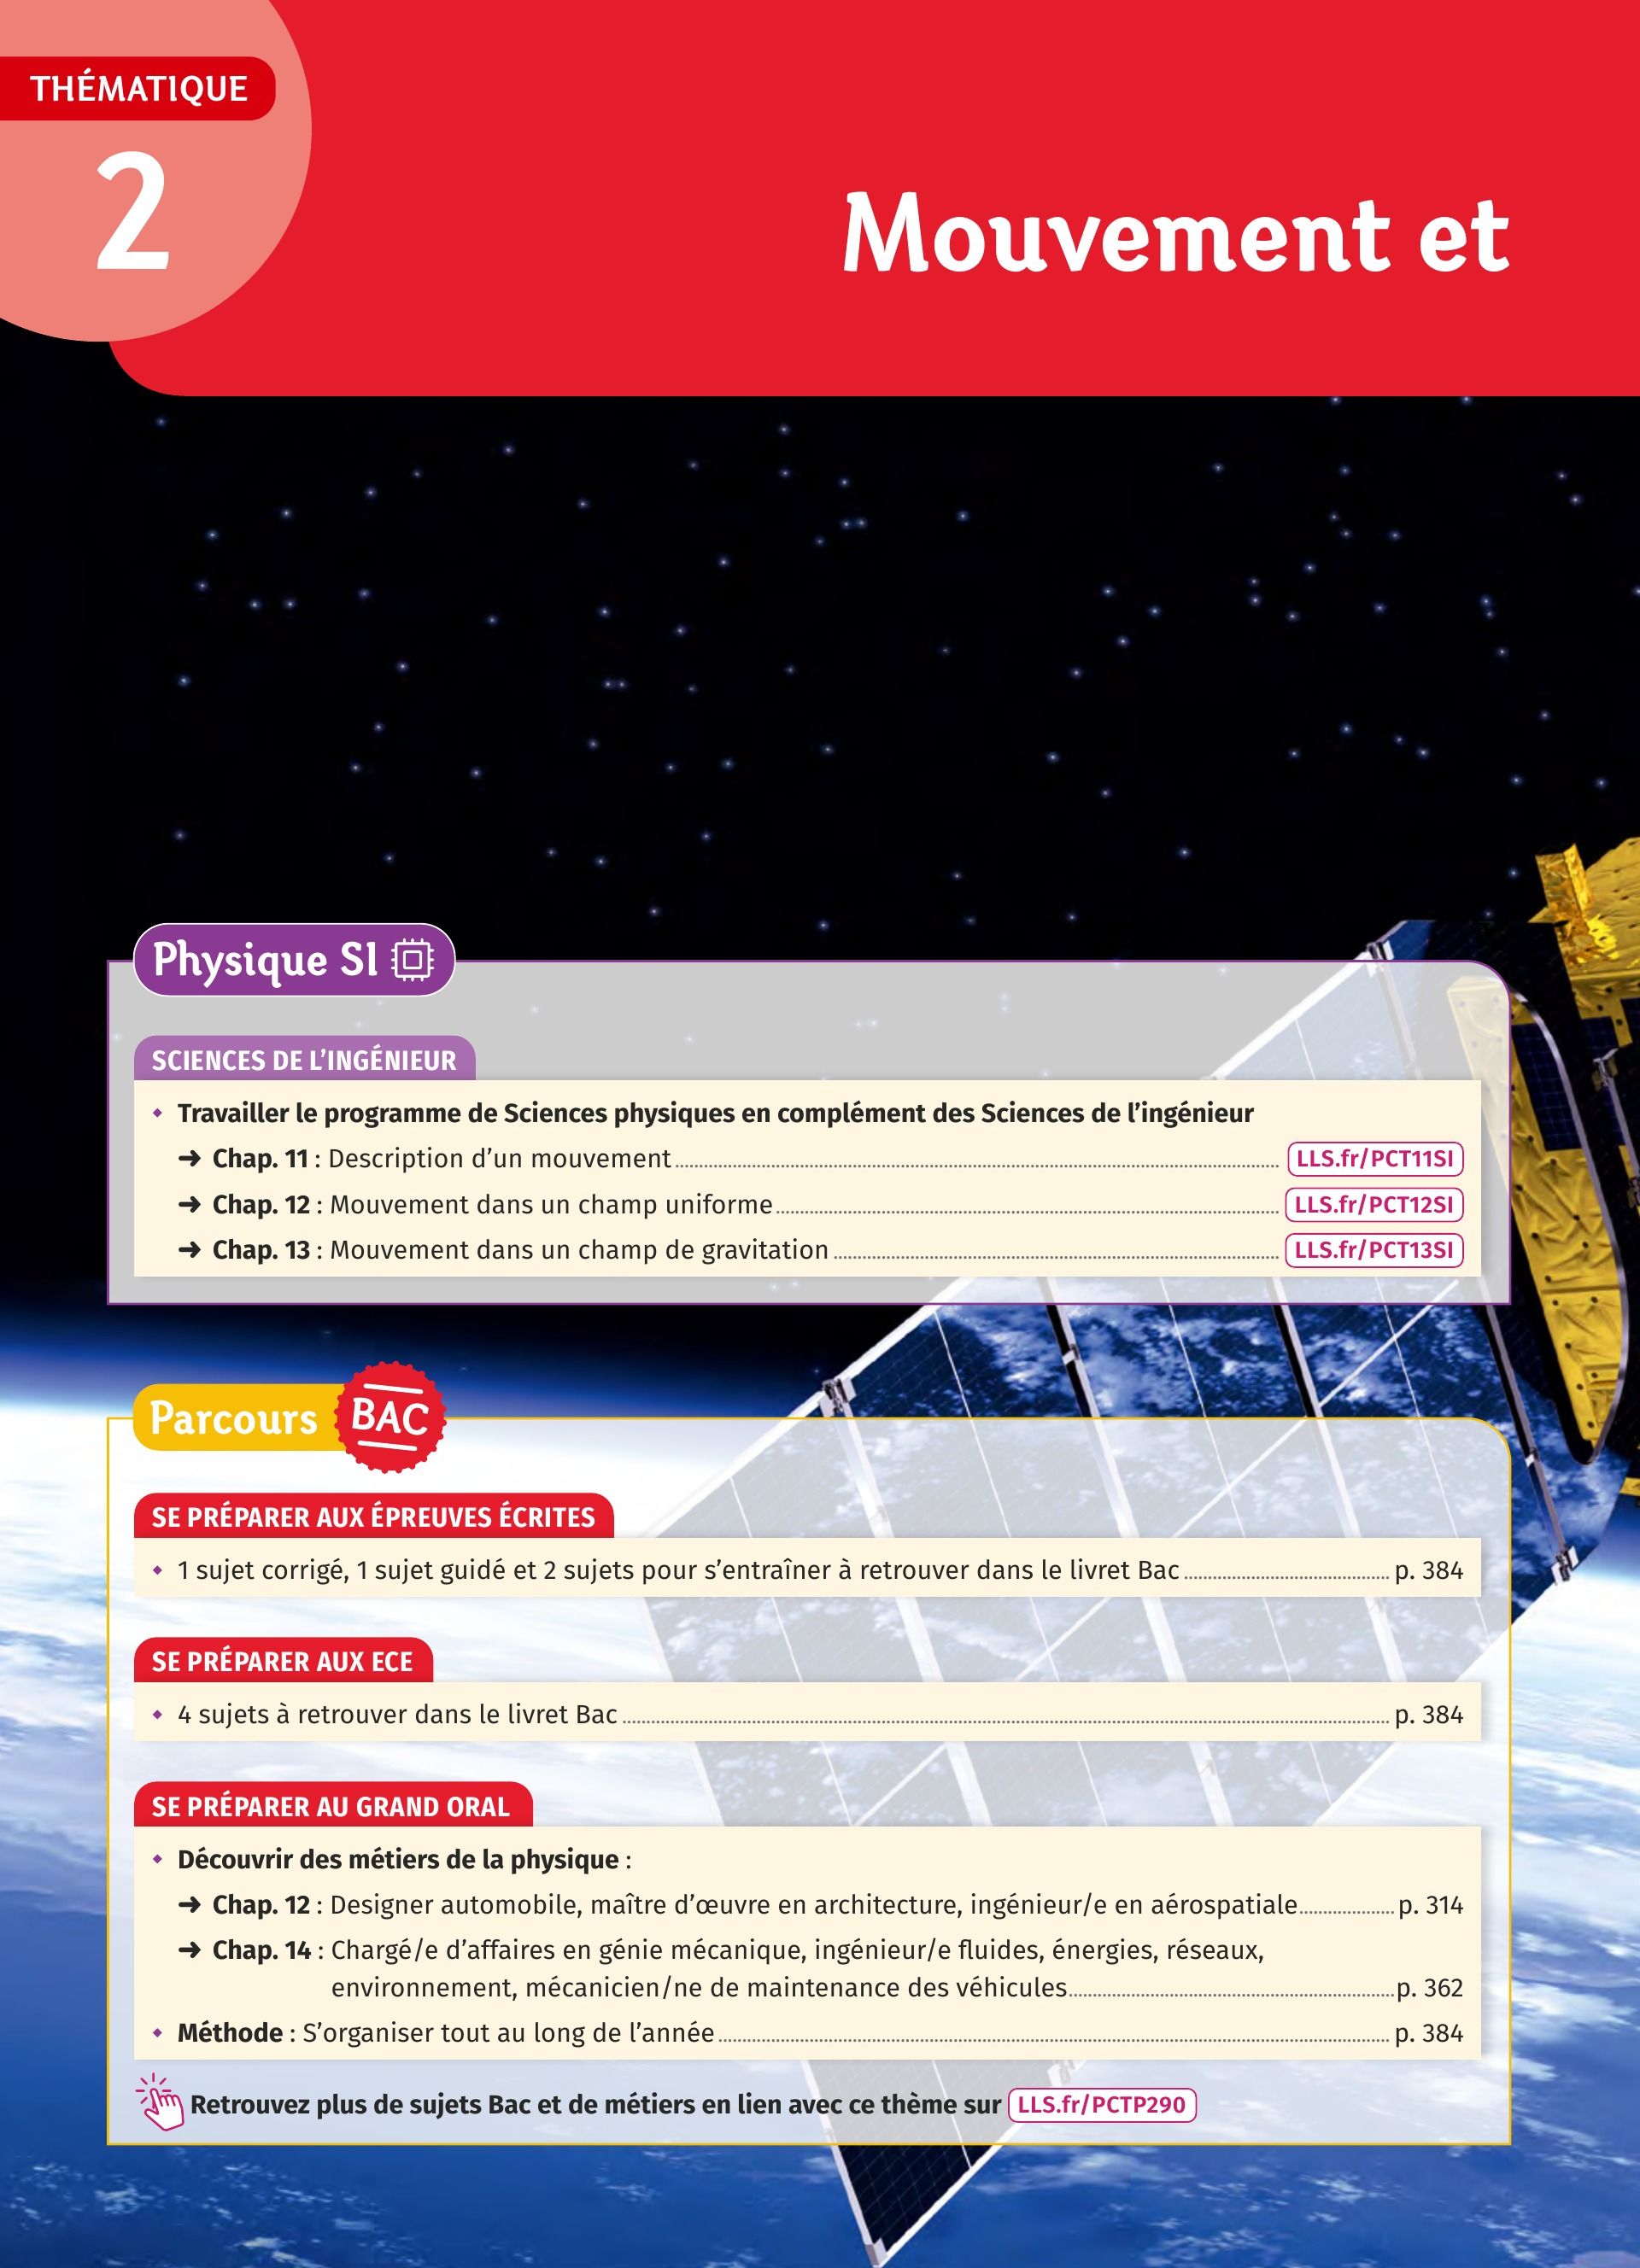 THÉMATIQUE
2
Mouvement et
Physique SI
SCIENCES DE L'INGÉNIEUR
◆ Travailler le programme de Sciences physiques en complément des Sciences de l'ingénieur
➔ Chap. 11 : Description d'un mouvement LLS.fr/PCT11SI
➔ Chap. 12 : Mouvement dans un champ uniforme LLS.fr/PCT12SI
➔ Chap. 13 : Mouvement dans un champ de gravitation LLS.fr/PCT13SI
Parcours BAC
SE PRÉPARER AUX ÉPREUVES ÉCRITES
◆ 1 sujet corrigé, 1 sujet guidé et 2 sujets pour s'entraîner à retrouver dans le livret Bac p. 384
SE PRÉPARER AUX ECE
◆ 4 sujets à retrouver dans le livret Bac p. 384
SE PRÉPARER AU GRAND ORAL
◆ Découvrir des métiers de la physique :
➔ Chap. 12 : Designer automobile, maître d'œuvre en architecture, ingénieur/e en aérospatiale p. 314
➔ Chap. 14 : Chargé/e d'affaires en génie mécanique, ingénieur/e fluides, énergies, réseaux,
environnement, mécanicien/ne de maintenance des véhicules p. 362
◆ Méthode : S'organiser tout au long de l'année p. 384
Retrouvez plus de sujets Bac et de métiers en lien avec ce thème sur LLS.fr/PCTP290